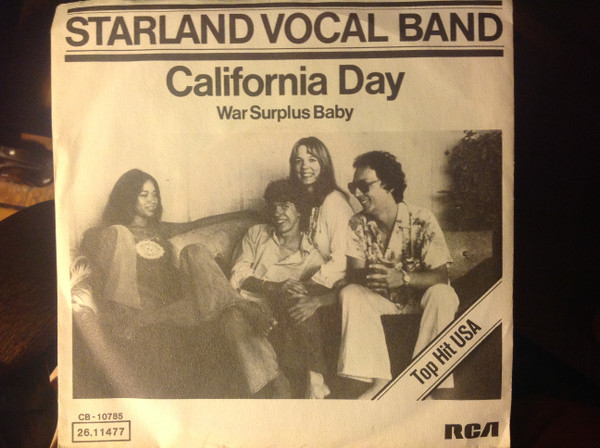 STARLAND VOCAL BAND
California Day
War Surplus Baby
Top Hit USA
CB-10785
26.11477
RCA